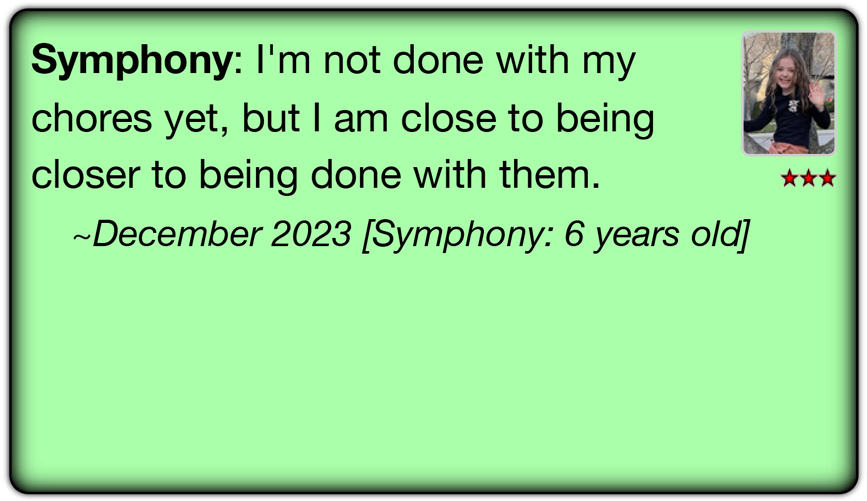 Symphony: I'm not done with my
chores yet, but I am close to being
closer to being done with them.
~December 2023 [Symphony: 6 years old]